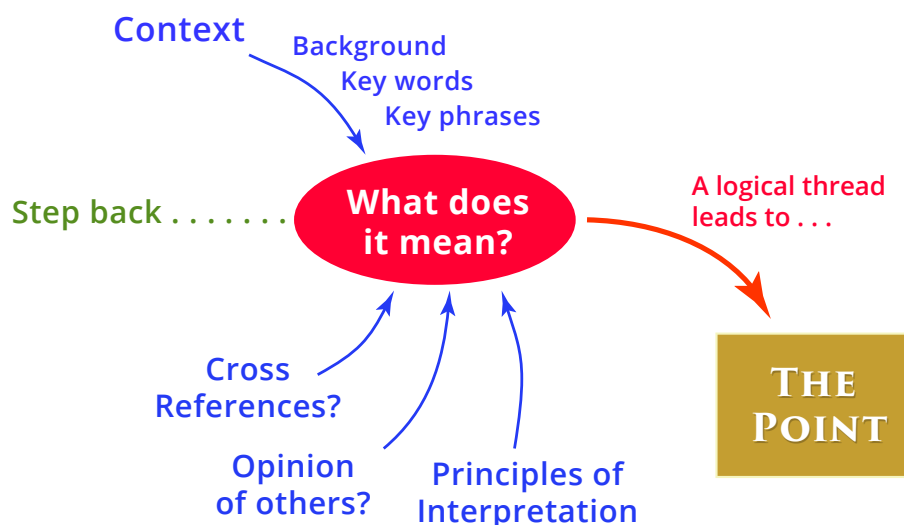 Context
Background
Key words
Key phrases
Step back . . . . . . .
What does
it mean?
A logical thread
leads to . . .
THE
POINT
Cross
References?
Opinion
of others?
Principles of
Interpretation